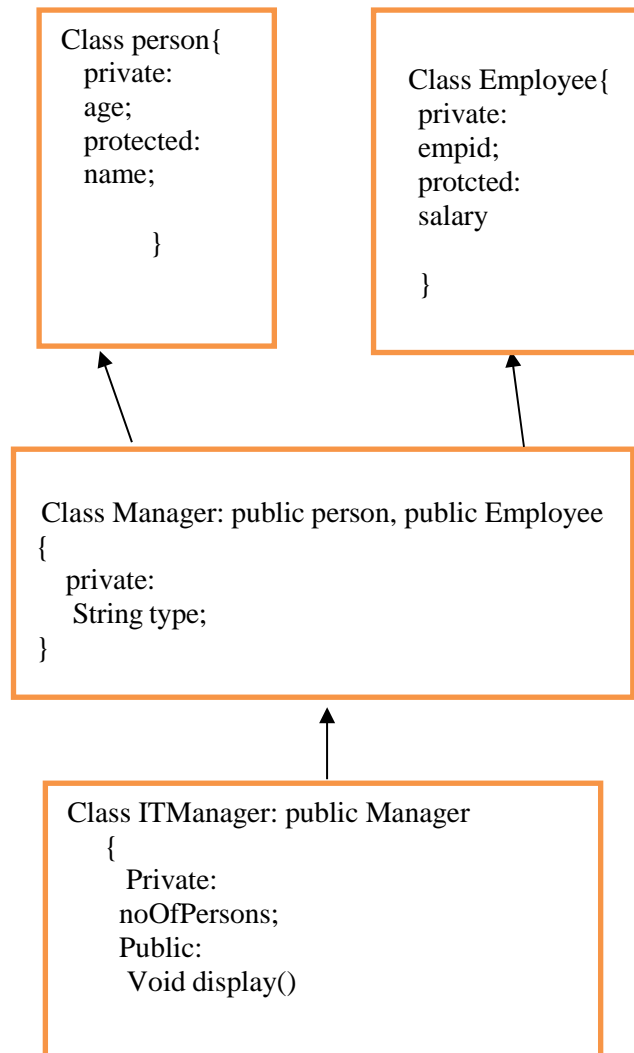 Class person{
private:
age;
protected:
name;
}
Class Employee{
private:
empid;
protcted:
salary
}
Class Manager: public person, public Employee
{
private:
String type;
}
Class ITManager: public Manager
{
Private:
noOfPersons;
Public:
Void display()